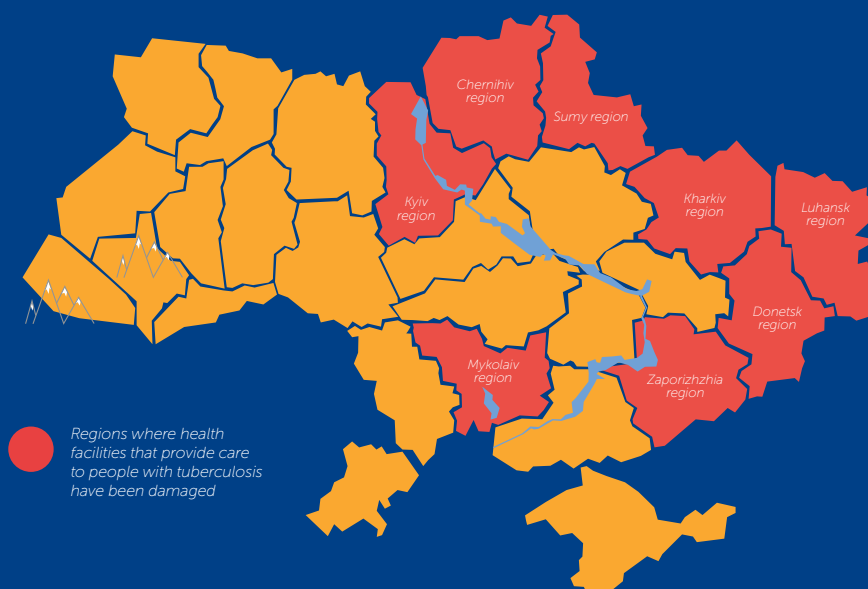 Chernihiv
region
Sumy region
Kyiv
region
Kharkiv
region
Luhansk
region
Donetsk
region
Mykolaiv
region
Zaporizhzhia
region
Regions where health
facilities that provide care
to people with tuberculosis
have been damaged